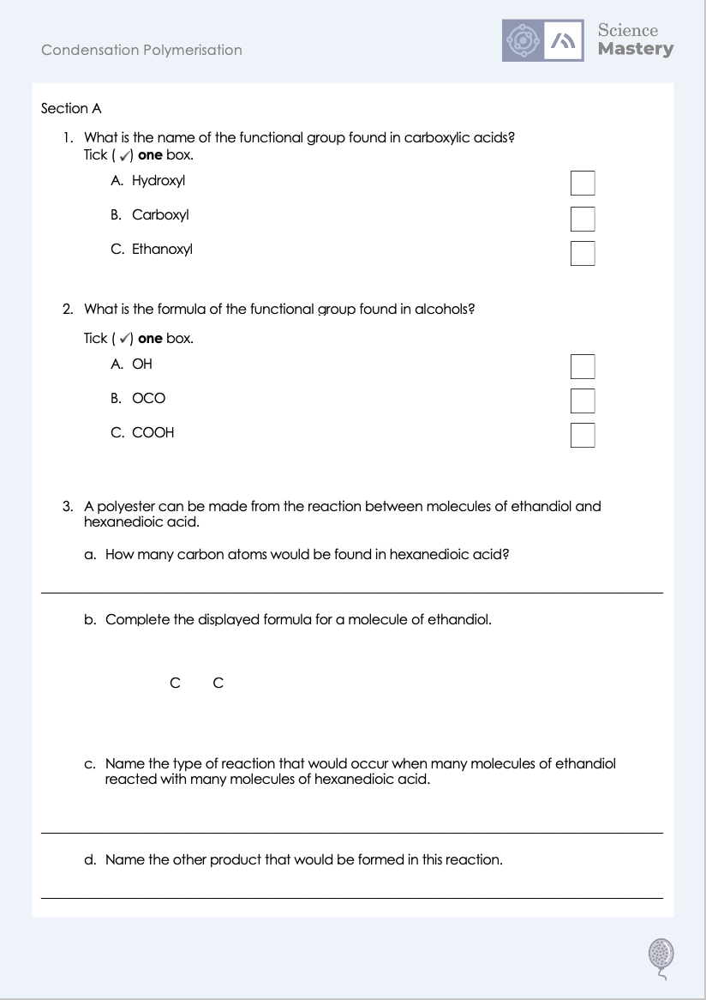 Condensation Polymerisation
Science
Mastery
Section A
1. What is the name of the functional group found in carboxylic acids?
Tick ( ✓) one box.
A. Hydroxyl
B. Carboxyl
C. Ethanoxyl
2. What is the formula of the functional group found in alcohols?
Tick ( ✓) one box.
A. OH
B. OCO
C. COOH
3. A polyester can be made from the reaction between molecules of ethandiol and
hexanedioic acid.
a. How many carbon atoms would be found in hexanedioic acid?
b. Complete the displayed formula for a molecule of ethandiol.
C C
c. Name the type of reaction that would occur when many molecules of ethandiol
reacted with many molecules of hexanedioic acid.
d. Name the other product that would be formed in this reaction.